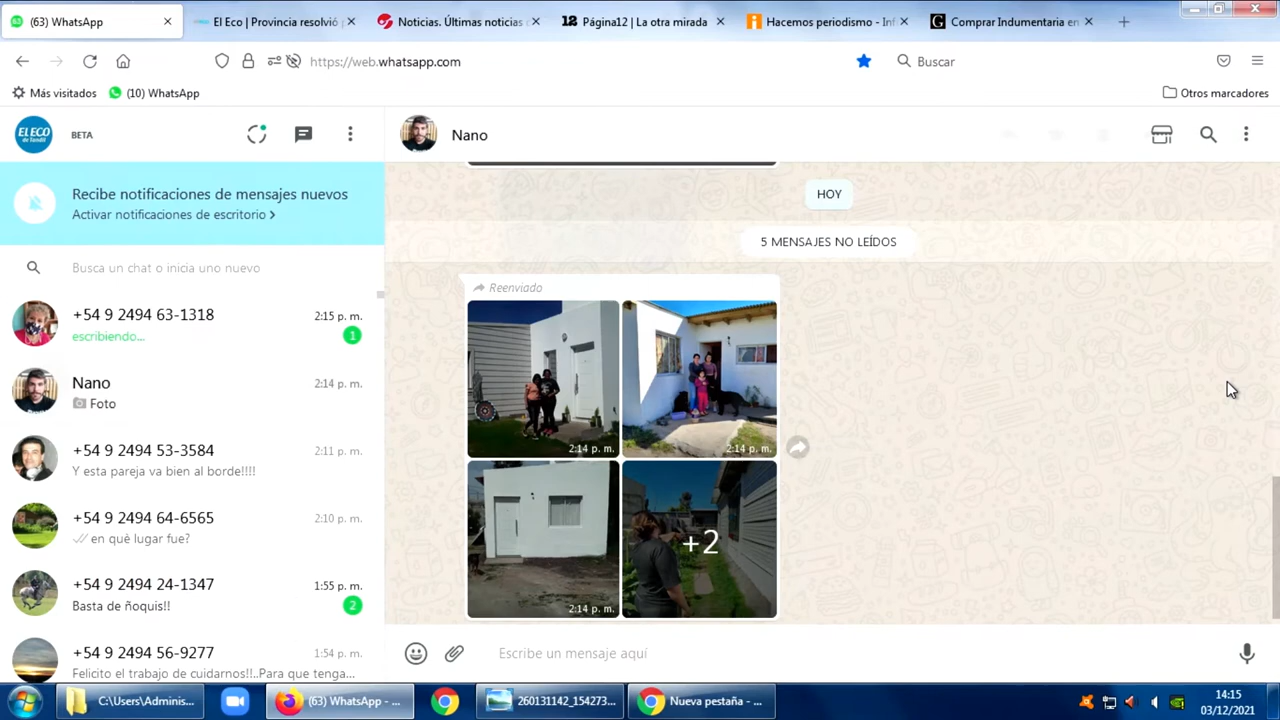 (63) WhatsApp
El Eco | Provincia resolvió
Noticias. Últimas noticias
12 Página12 | La otra mirada
Hacemos periodismo - Inf
G Comprar Indumentaria en
https://web.whatsapp.com
Buscar
Más visitados
(10) WhatsApp
Otros marcadores
EL ECO
de Tandil
BETA
Nano
Recibe notificaciones de mensajes nuevos
Activar notificaciones de escritorio >
HOY
5 MENSAJES NO LEÍDOS
Busca un chat o inicia uno nuevo
Reenviado
+54 9 2494 63-1318
2:15 p. m.
escribiendo...
1
Nano
2:14 p. m.
Foto
+54 9 2494 53-3584
2:11 p. m.
Y esta pareja va bien al borde!!!!
+54 9 2494 64-6565
2:10 p. m.
en qué lugar fue?
+54 9 2494 24-1347
1:55 p. m.
Basta de ñoquis!!
2
+54 9 2494 56-9277
1:54 p. m.
Felicito el trabajo de cuidarnos!!..Para que tenga...
2:14 p. m.
2:14 p. m.
+2
2:14 p. m.
Escribe un mensaje aquí
C:\Users\Adminis...
(63) WhatsApp - ...
260131142_154273...
Nueva pestaña - ...
14:15
03/12/2021